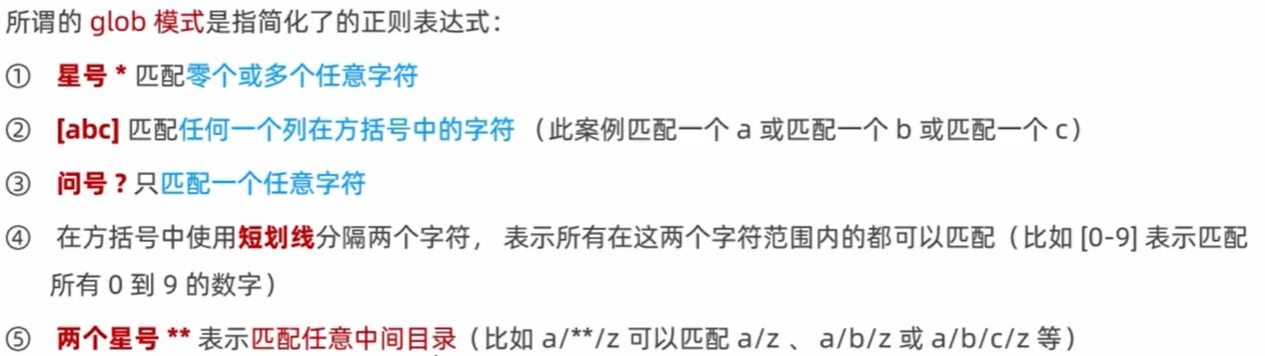 所谓的 glob 模式是指简化了的正则表达式：
① 星号 * 匹配零个或多个任意字符
② [abc] 匹配任何一个列在方括号中的字符 （此案例匹配一个 a 或匹配一个 b 或匹配一个 c）
③ 问号 ? 只匹配一个任意字符
④ 在方括号中使用短划线分隔两个字符， 表示所有在这两个字符范围内的都可以匹配（比如 [0-9] 表示匹配
所有 0 到 9 的数字）
⑤ 两个星号 ** 表示匹配任意中间目录（比如 a/**/z 可以匹配 a/z 、 a/b/z 或 a/b/c/z 等）